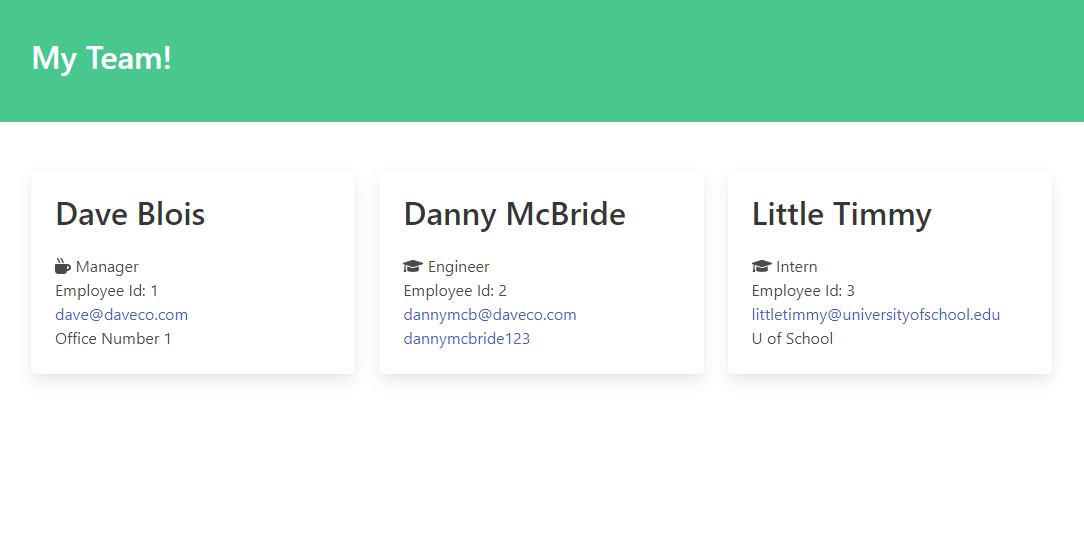 My Team!
Dave Blois
Manager
Employee Id: 1
dave@daveco.com
Office Number 1
Danny McBride
Engineer
Employee Id: 2
dannymcb@daveco.com
dannymcbride123
Little Timmy
Intern
Employee Id: 3
littletimmy@universityofschool.edu
U of School